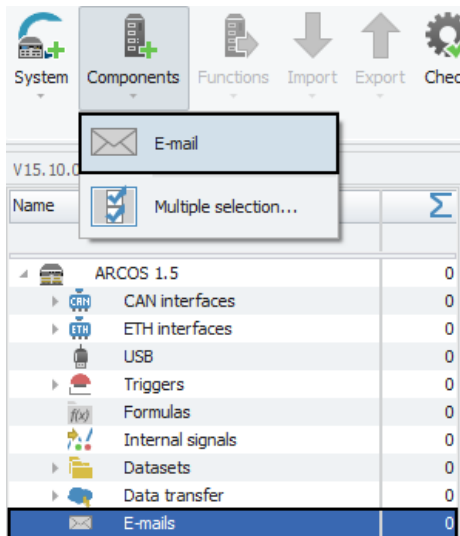 System Components Functions Import Export Chec
E-mail
V15.10.0
Multiple selection...
Name Σ
ARCOS 1.5 0
CAN CAN interfaces 0
ETH ETH interfaces 0
USB 0
Triggers 0
f(x) Formulas 0
Internal signals 0
Datasets 0
Data transfer 0
E-mails 0